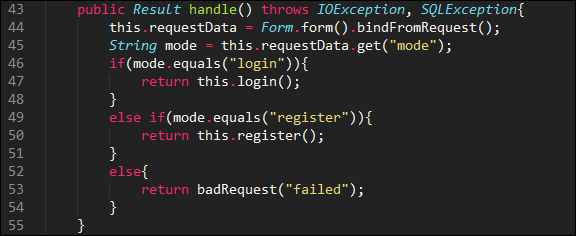 43 public Result handle() throws IOException, SQLException{
44 this.requestData = Form.form().bindFromRequest();
45 String mode = this.requestData.get("mode");
46 if(mode.equals("login")){
47 return this.login();
48 }
49 else if(mode.equals("register")){
50 return this.register();
51 }
52 else{
53 return badRequest("failed");
54 }
55 }